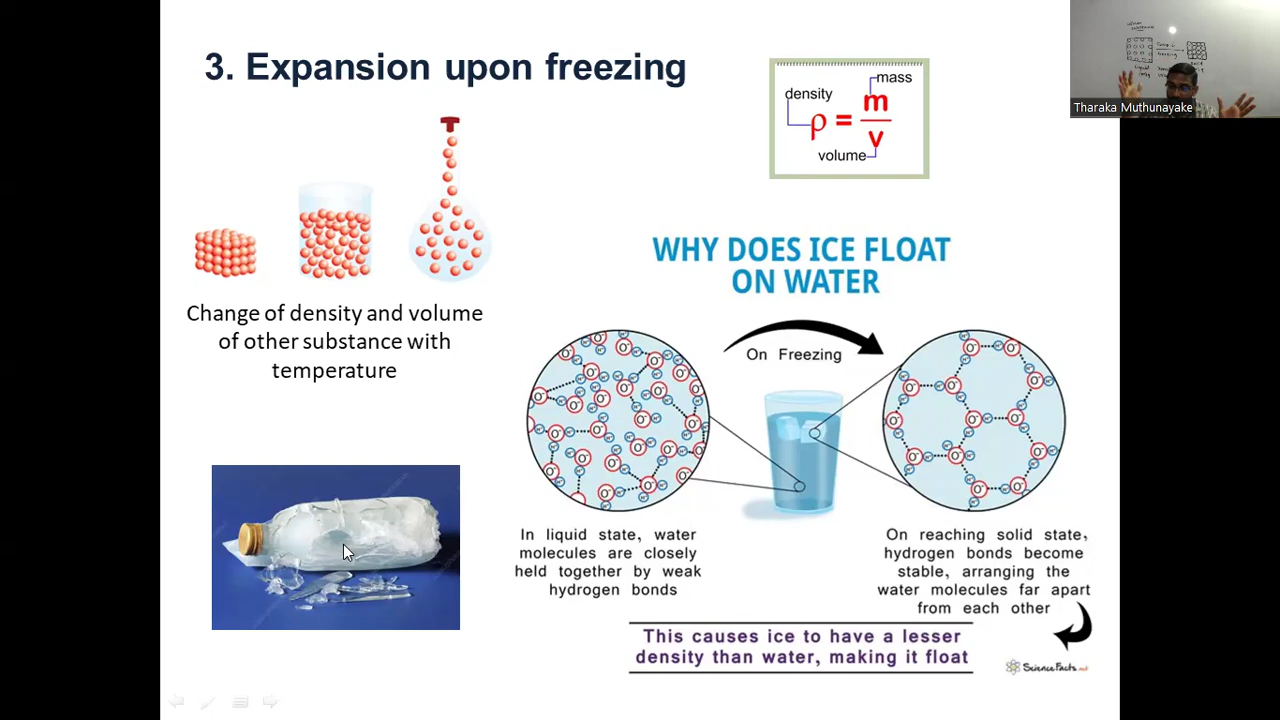 3. Expansion upon freezing
density
mass
ρ = m
v
volume
Tharaka Muthunayake
WHY DOES ICE FLOAT
ON WATER
Change of density and volume
of other substance with
temperature
On Freezing
In liquid state, water
molecules are closely
held together by weak
hydrogen bonds
On reaching solid state,
hydrogen bonds become
stable, arranging the
water molecules far apart
from each other
This causes ice to have a lesser
density than water, making it float
ScienceFacts.net